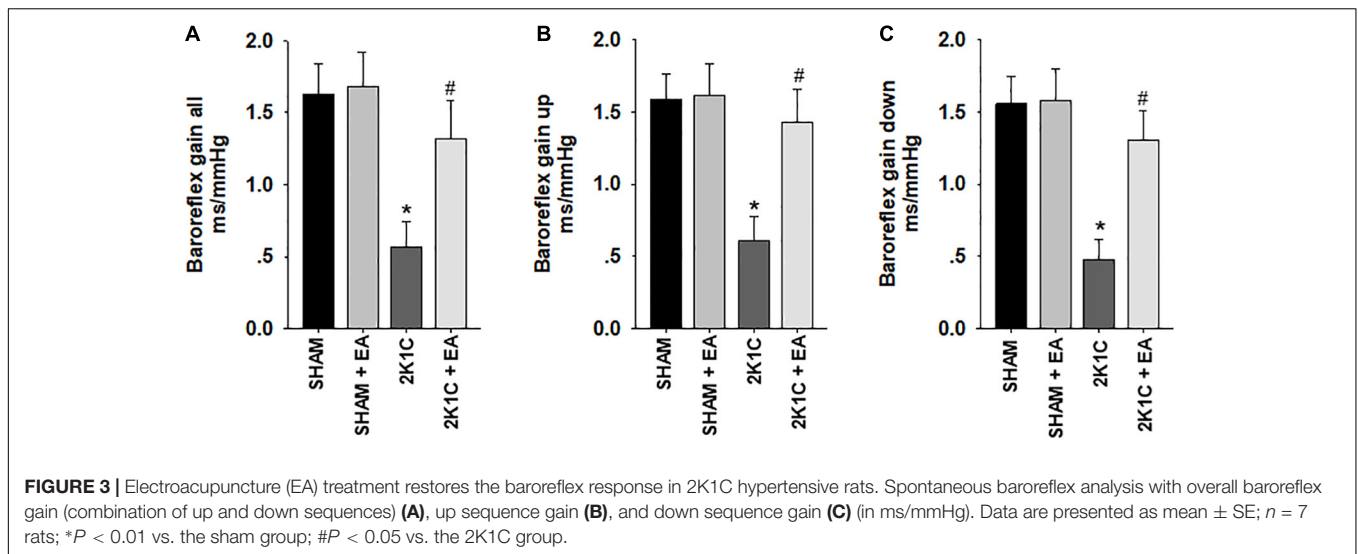 A
Baroreflex gain all
ms/mmHg
2.0
1.5
1.0
.5
0.0
*
#
SHAM
SHAM + EA
2K1C
2K1C + EA
B
Baroreflex gain up
ms/mmHg
2.0
1.5
1.0
.5
0.0
*
#
SHAM
SHAM + EA
2K1C
2K1C + EA
C
Baroreflex gain down
ms/mmHg
2.0
1.5
1.0
.5
0.0
*
#
SHAM
SHAM + EA
2K1C
2K1C + EA
FIGURE 3 | Electroacupuncture (EA) treatment restores the baroreflex response in 2K1C hypertensive rats. Spontaneous baroreflex analysis with overall baroreflex
gain (combination of up and down sequences) (A), up sequence gain (B), and down sequence gain (C) (in ms/mmHg). Data are presented as mean ± SE; n = 7
rats; *P < 0.01 vs. the sham group; #P < 0.05 vs. the 2K1C group.